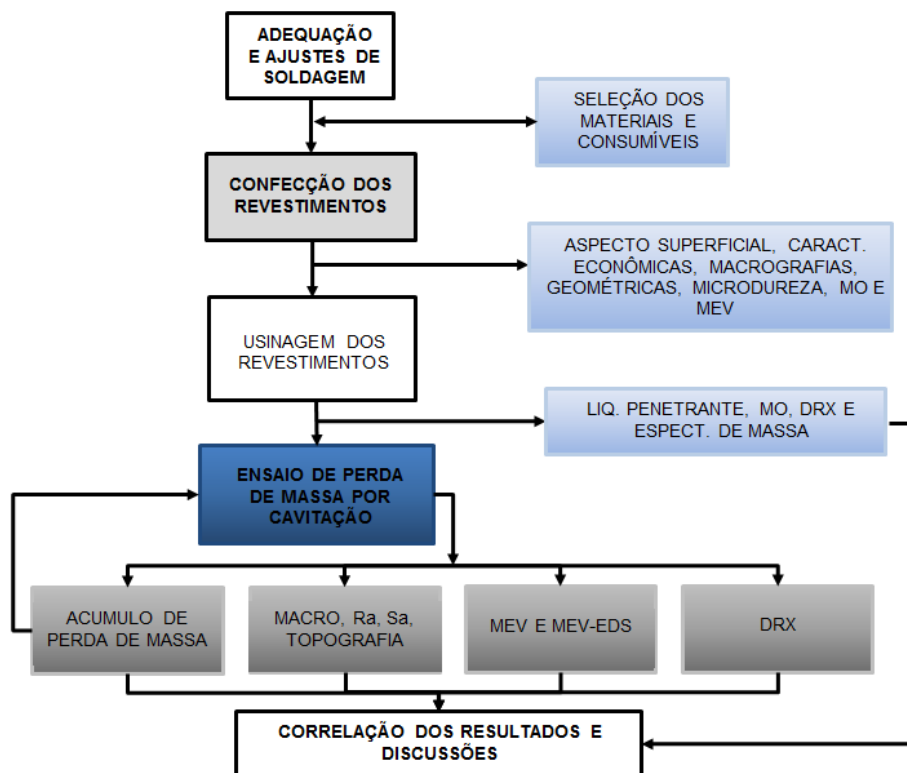 ADEQUAÇÃO
E AJUSTES DE
SOLDAGEM
SELEÇÃO DOS
MATERIAIS E
CONSUMÍVEIS
CONFECÇÃO DOS
REVESTIMENTOS
ASPECTO SUPERFICIAL, CARACT.
ECONÔMICAS, MACROGRAFIAS,
GEOMÉTRICAS, MICRODUREZA, MO E
MEV
USINAGEM DOS
REVESTIMENTOS
LIQ. PENETRANTE, MO, DRX E
ESPECT. DE MASSA
ENSAIO DE PERDA
DE MASSA POR
CAVITAÇÃO
ACUMULO DE
PERDA DE MASSA
MACRO, Ra, Sa,
TOPOGRAFIA
MEV E MEV-EDS
DRX
CORRELAÇÃO DOS RESULTADOS E
DISCUSSÕES